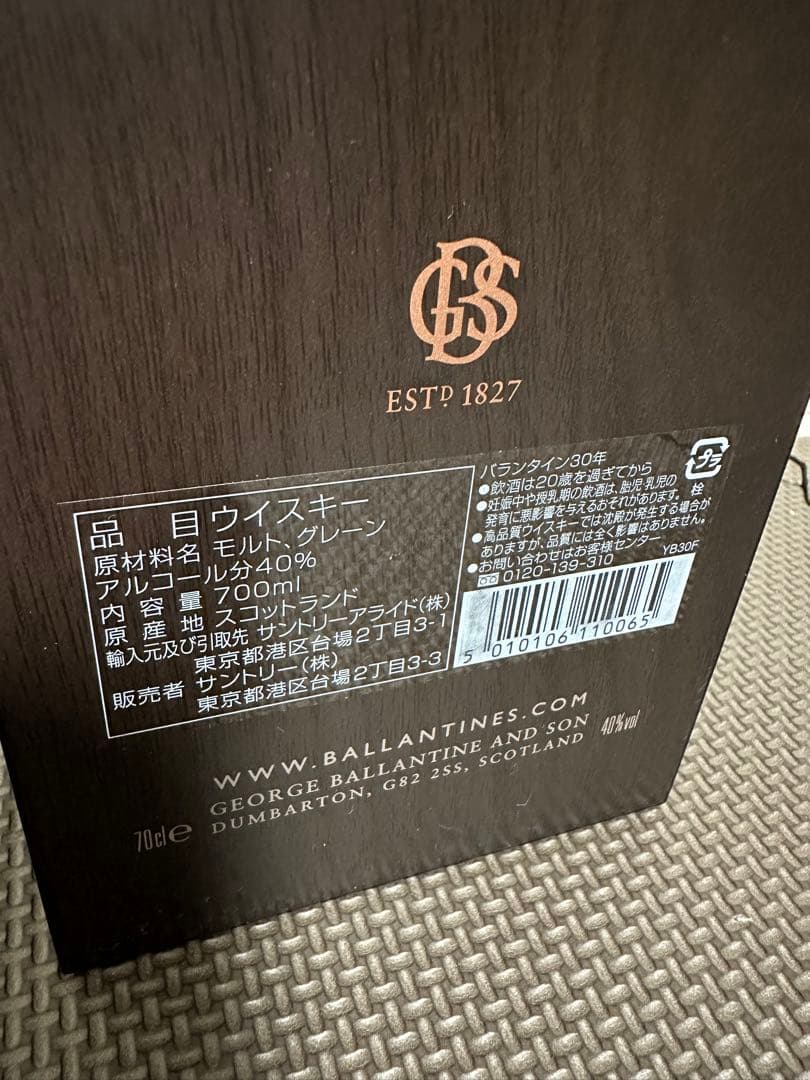 GBS
ESTD 1827
品目 ウイスキー
原材料名 モルト、グレーン
アルコール分40%
内容量 700ml
原産地 スコットランド
輸入元及び引取先 サントリーアライド(株)
東京都港区台場2丁目3-1
販売者 サントリー(株)
東京都港区台場2丁目3-3
バランタイン30年
●飲酒は20歳を過ぎてから
●妊娠中や授乳期の飲酒は、胎児・乳児の
発育に悪影響を与えるおそれがあります。
●高品質ウイスキーでは沈殿が発生する場合が
ありますが、品質には全く影響はありません。
●お問い合わせはお客様センター
0120-139-310
YB30F
プラ
栓
5 010106 110065
WWW.BALLANTINES.COM
GEORGE BALLANTINE AND SON
DUMBARTON, G82 2SS, SCOTLAND
70cl e
40%vol